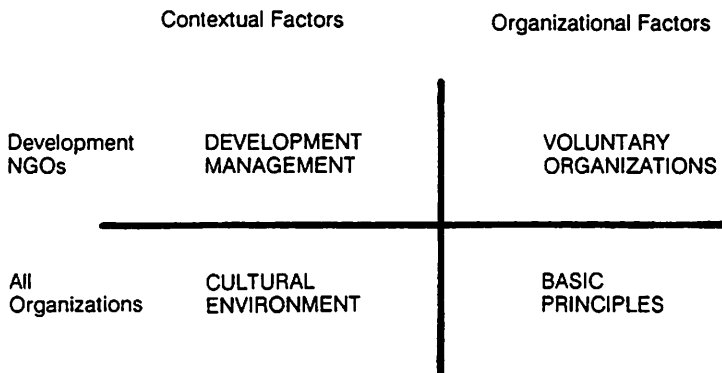 Contextual Factors
Organizational Factors
Development
NGOs
DEVELOPMENT
MANAGEMENT
VOLUNTARY
ORGANIZATIONS
All
Organizations
CULTURAL
ENVIRONMENT
BASIC
PRINCIPLES